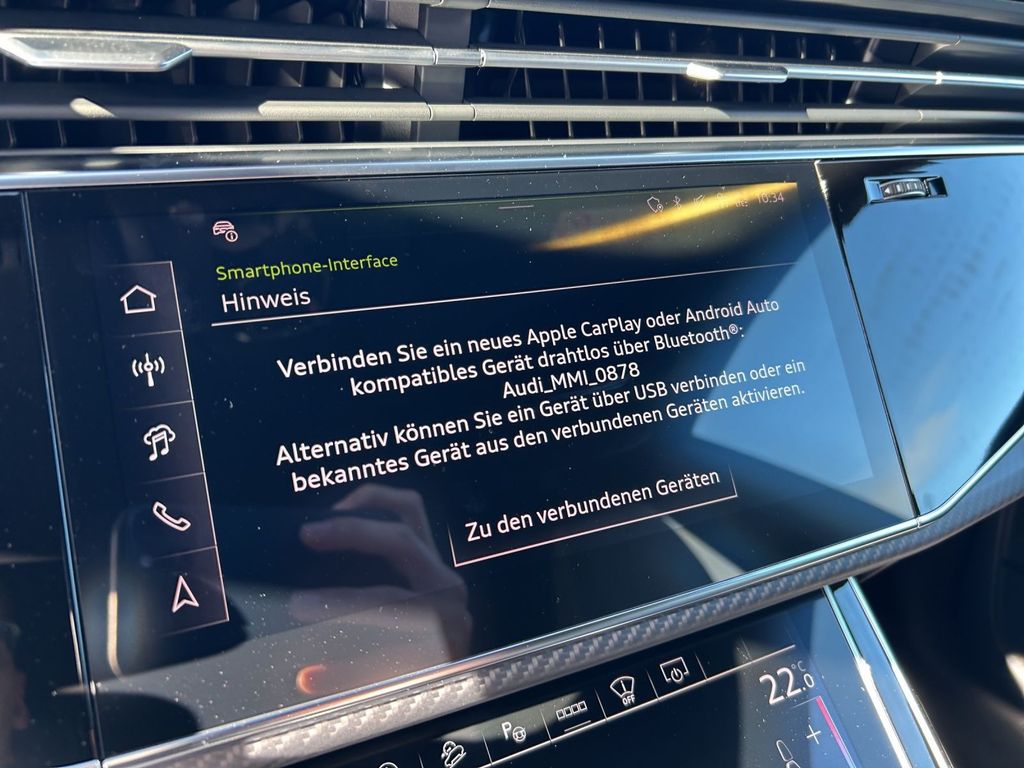 10:34
Smartphone-Interface
Hinweis
Verbinden Sie ein neues Apple CarPlay oder Android Auto
kompatibles Gerät drahtlos über Bluetooth®:
Audi_MMI_0878
Alternativ können Sie ein Gerät über USB verbinden oder ein
bekanntes Gerät aus den verbundenen Geräten aktivieren.
Zu den verbundenen Geräten
P
OFF
22.0
°C
+